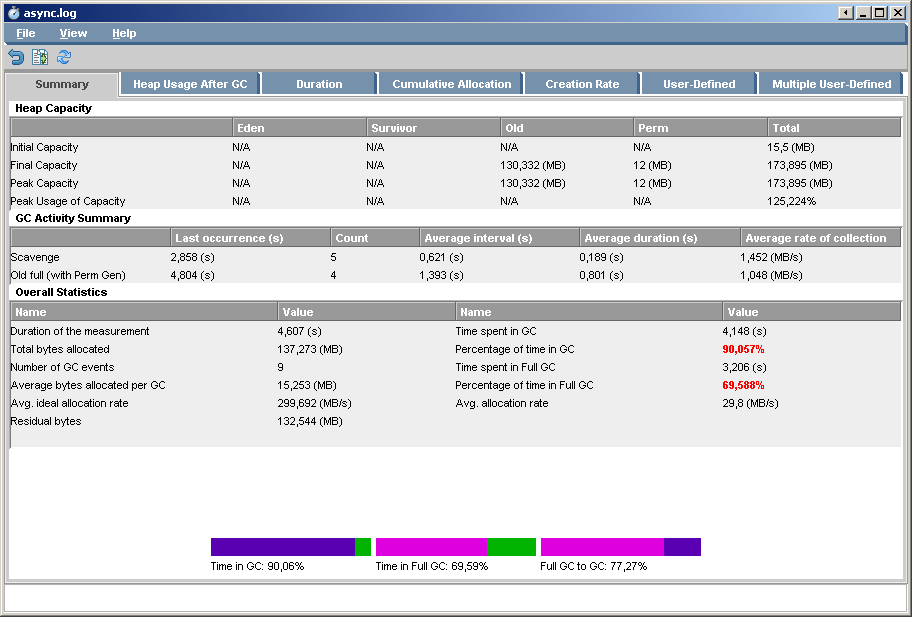 async.log
File View Help
Summary Heap Usage After GC Duration Cumulative Allocation Creation Rate User-Defined Multiple User-Defined
Heap Capacity
Eden Survivor Old Perm Total
Initial Capacity N/A N/A N/A N/A 15,5 (MB)
Final Capacity N/A N/A 130,332 (MB) 12 (MB) 173,895 (MB)
Peak Capacity N/A N/A 130,332 (MB) 12 (MB) 173,895 (MB)
Peak Usage of Capacity N/A N/A N/A N/A 125,224%
GC Activity Summary
Last occurrence (s) Count Average interval (s) Average duration (s) Average rate of collection
Scavenge 2,858 (s) 5 0,621 (s) 0,189 (s) 1,452 (MB/s)
Old full (with Perm Gen) 4,804 (s) 4 1,393 (s) 0,801 (s) 1,048 (MB/s)
Overall Statistics
Name Value Name Value
Duration of the measurement 4,607 (s) Time spent in GC 4,148 (s)
Total bytes allocated 137,273 (MB) Percentage of time in GC 90,057%
Number of GC events 9 Time spent in Full GC 3,206 (s)
Average bytes allocated per GC 15,253 (MB) Percentage of time in Full GC 69,588%
Avg. ideal allocation rate 299,692 (MB/s) Avg. allocation rate 29,8 (MB/s)
Residual bytes 132,544 (MB)
Time in GC: 90,06% Time in Full GC: 69,59% Full GC to GC: 77,27%